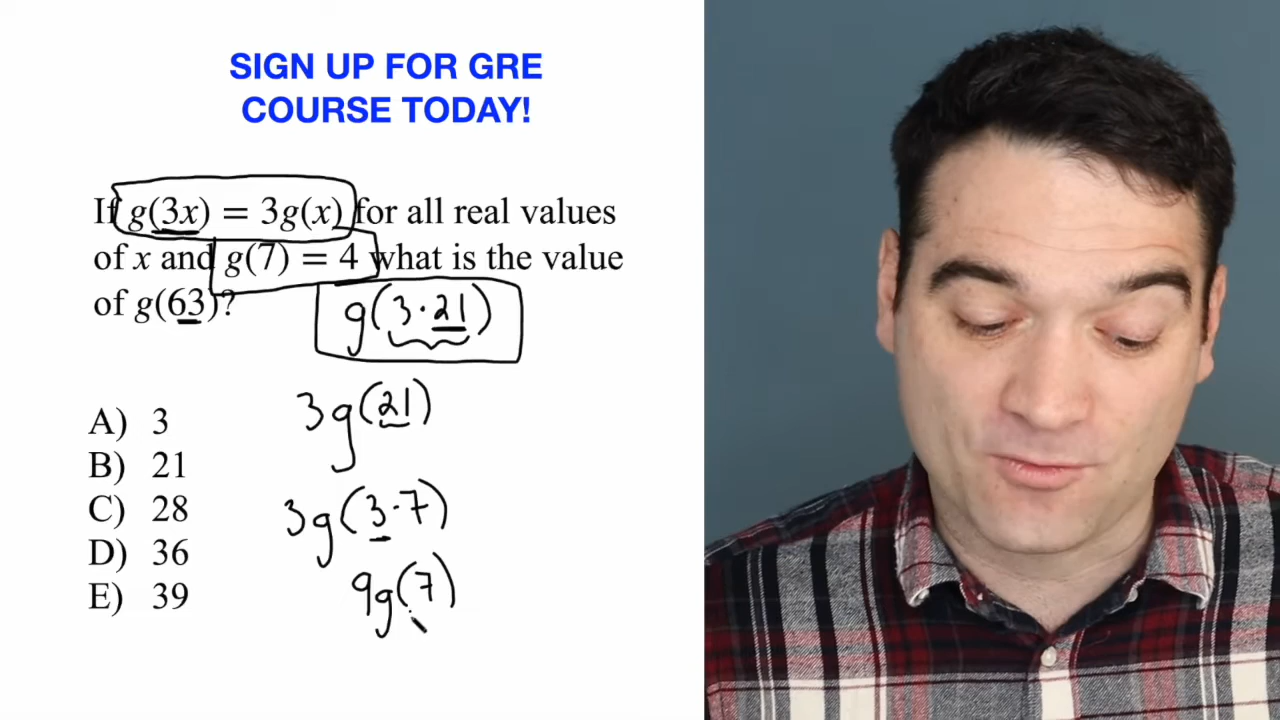 SIGN UP FOR GRE
COURSE TODAY!
If g(3x) = 3g(x) for all real values
of x and g(7) = 4 what is the value
of g(63)?
g(3·21)
3g(21)
A) 3
B) 21
C) 28
D) 36
E) 39
3g(3·7)
9g(7)